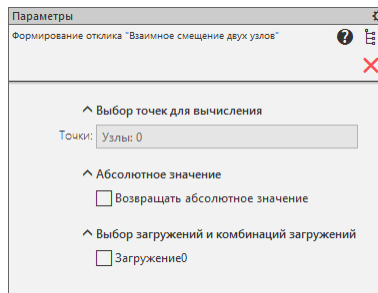 Параметры
Формирование отклика "Взаимное смещение двух узлов"
Выбор точек для вычисления
Точки: Узлы: 0
Абсолютное значение
Возвращать абсолютное значение
Выбор загружений и комбинаций загружений
Загружение0